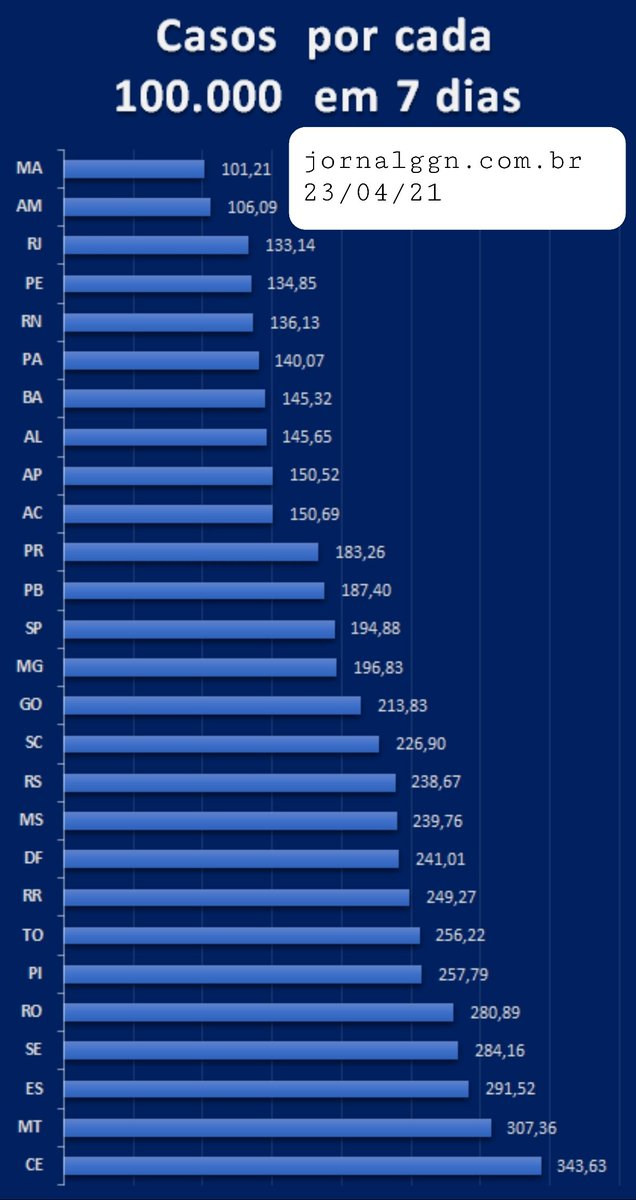 Casos por cada
100.000 em 7 dias
jornalggn.com.br
23/04/21
MA 101,21
AM 106,09
RJ 133,14
PE 134,85
RN 136,13
PA 140,07
BA 145,32
AL 145,65
AP 150,52
AC 150,69
PR 183,26
PB 187,40
SP 194,88
MG 196,83
GO 213,83
SC 226,90
RS 238,67
MS 239,76
DF 241,01
RR 249,27
TO 256,22
PI 257,79
RO 280,89
SE 284,16
ES 291,52
MT 307,36
CE 343,63